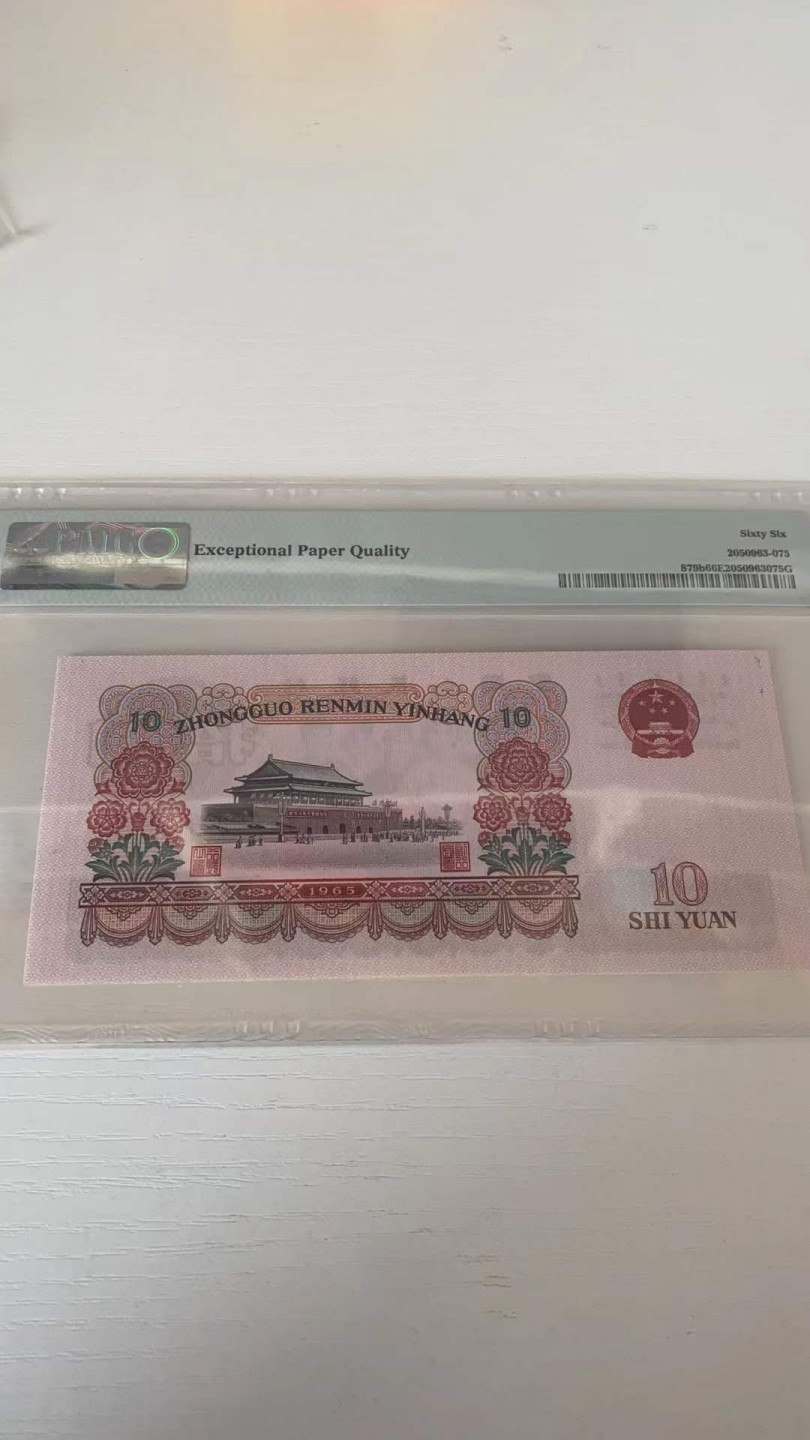 Exceptional Paper Quality
Sixty Six
2050963-075
879b66E2050963075G
10 ZHONGGUO RENMIN YINHANG 10
1965
10
SHI YUAN